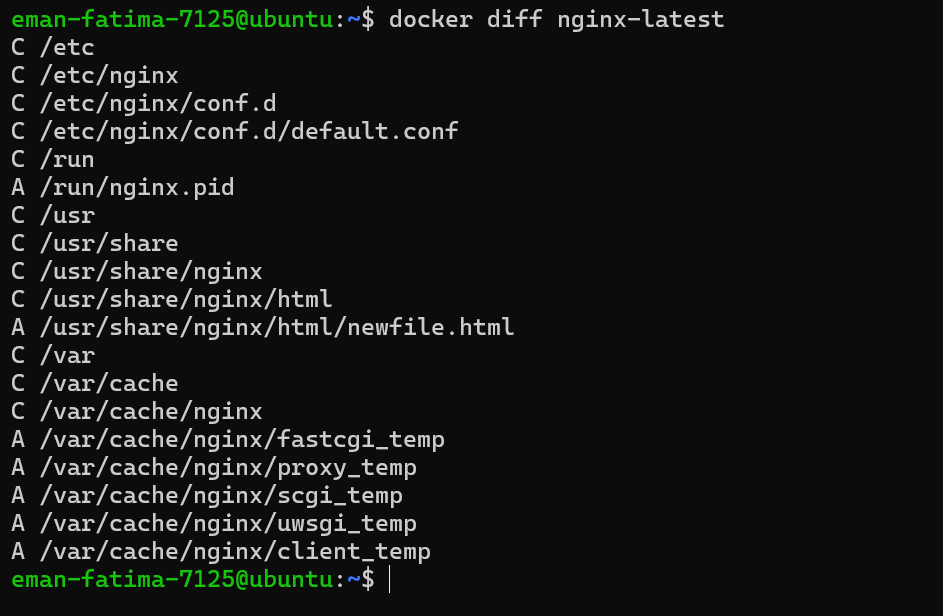 eman-fatima-7125@ubuntu:~$ docker diff nginx-latest
C /etc
C /etc/nginx
C /etc/nginx/conf.d
C /etc/nginx/conf.d/default.conf
C /run
A /run/nginx.pid
C /usr
C /usr/share
C /usr/share/nginx
C /usr/share/nginx/html
A /usr/share/nginx/html/newfile.html
C /var
C /var/cache
C /var/cache/nginx
A /var/cache/nginx/fastcgi_temp
A /var/cache/nginx/proxy_temp
A /var/cache/nginx/scgi_temp
A /var/cache/nginx/uwsgi_temp
A /var/cache/nginx/client_temp
eman-fatima-7125@ubuntu:~$